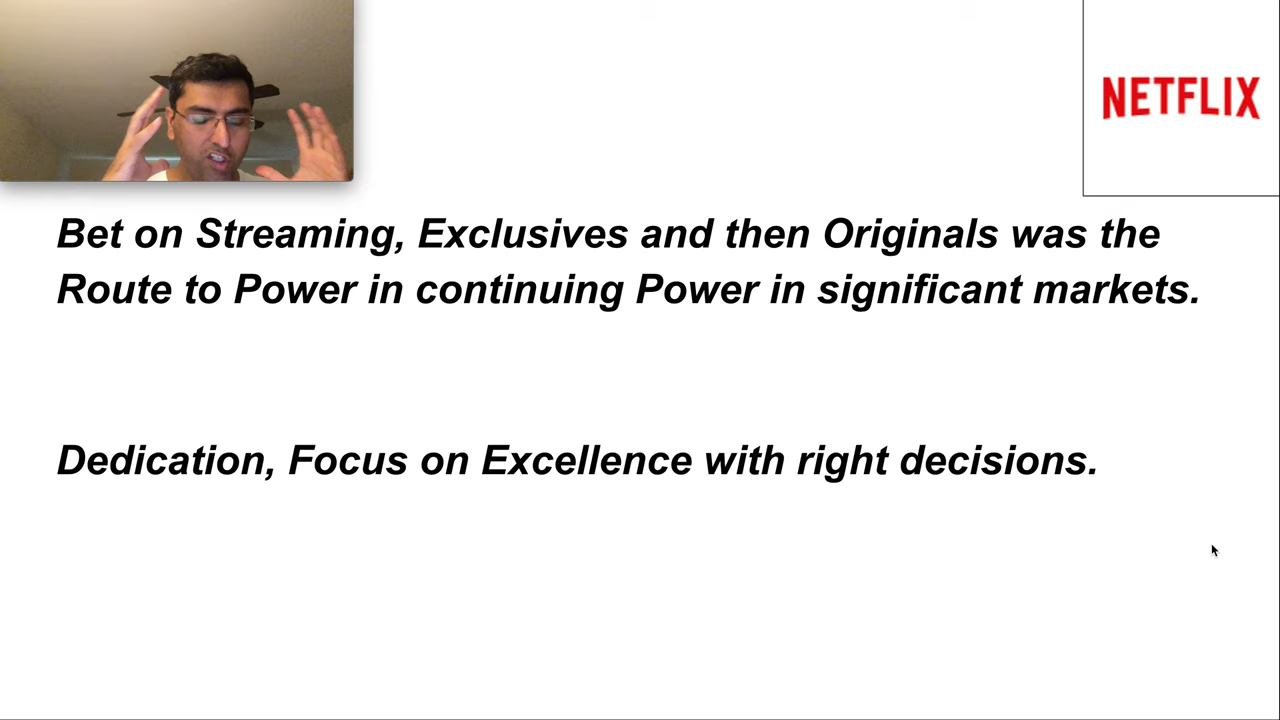 NETFLIX
Bet on Streaming, Exclusives and then Originals was the
Route to Power in continuing Power in significant markets.
Dedication, Focus on Excellence with right decisions.